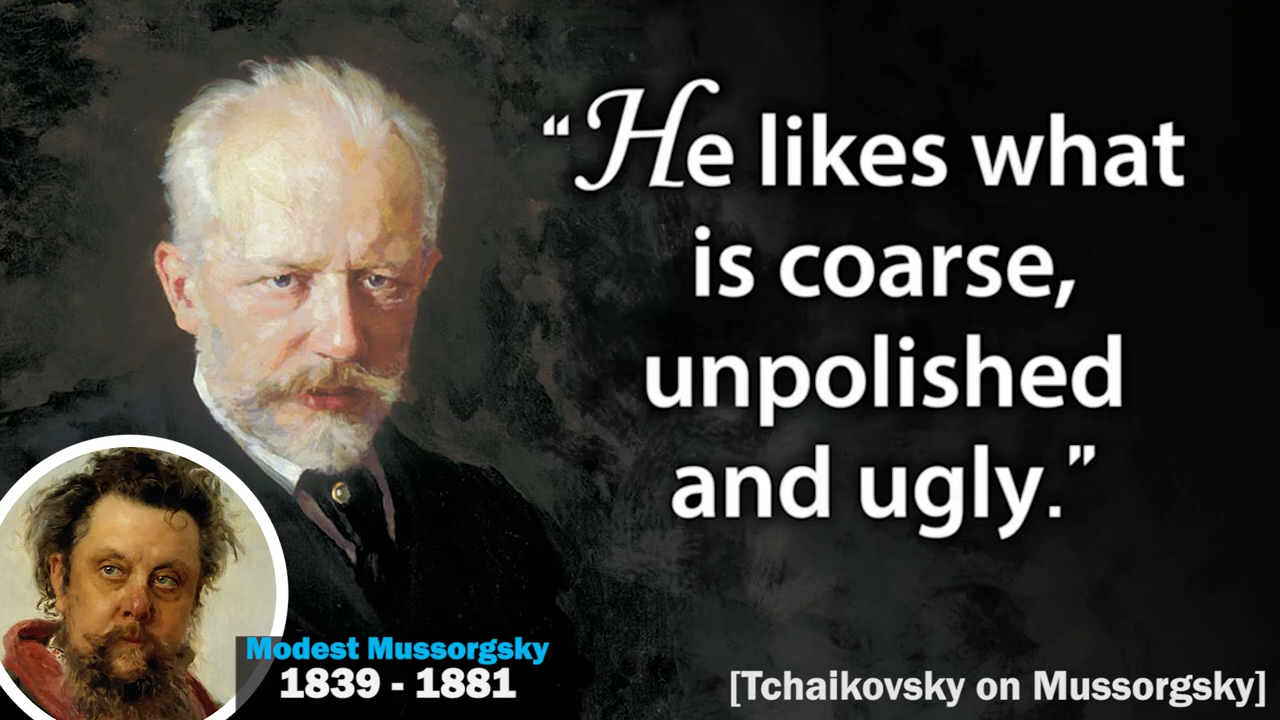 “He likes what
is coarse,
unpolished
and ugly.”
Modest Mussorgsky
1839 - 1881
[Tchaikovsky on Mussorgsky]